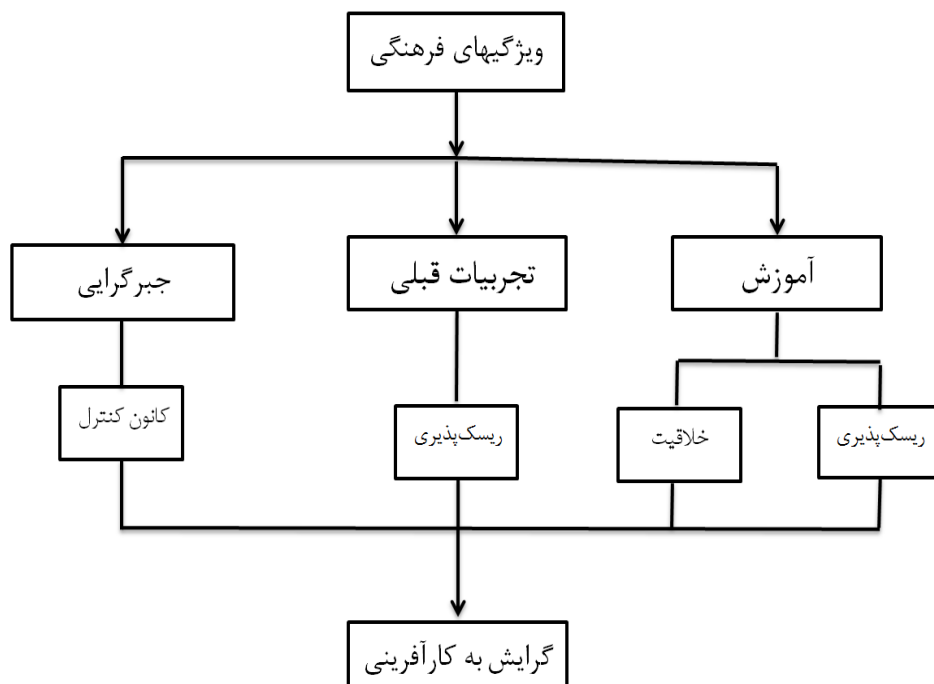 ویژگیهای فرهنگی
آموزش
تجربیات قبلی
جبرگرایی
ریسک‌پذیری
خلاقیت
ریسک‌پذیری
کانون کنترل
گرایش به کارآفرینی